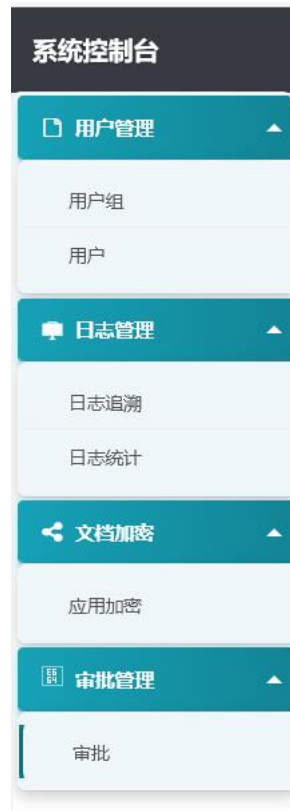 系统控制台
用户管理
用户组
用户
日志管理
日志追溯
日志统计
文档加密
应用加密
审批管理
审批